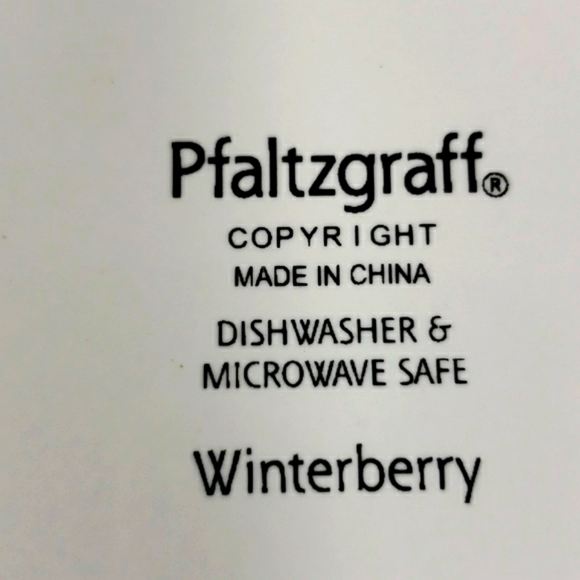 Pfaltzgraff®
COPYRIGHT
MADE IN CHINA
DISHWASHER &
MICROWAVE SAFE
Winterberry